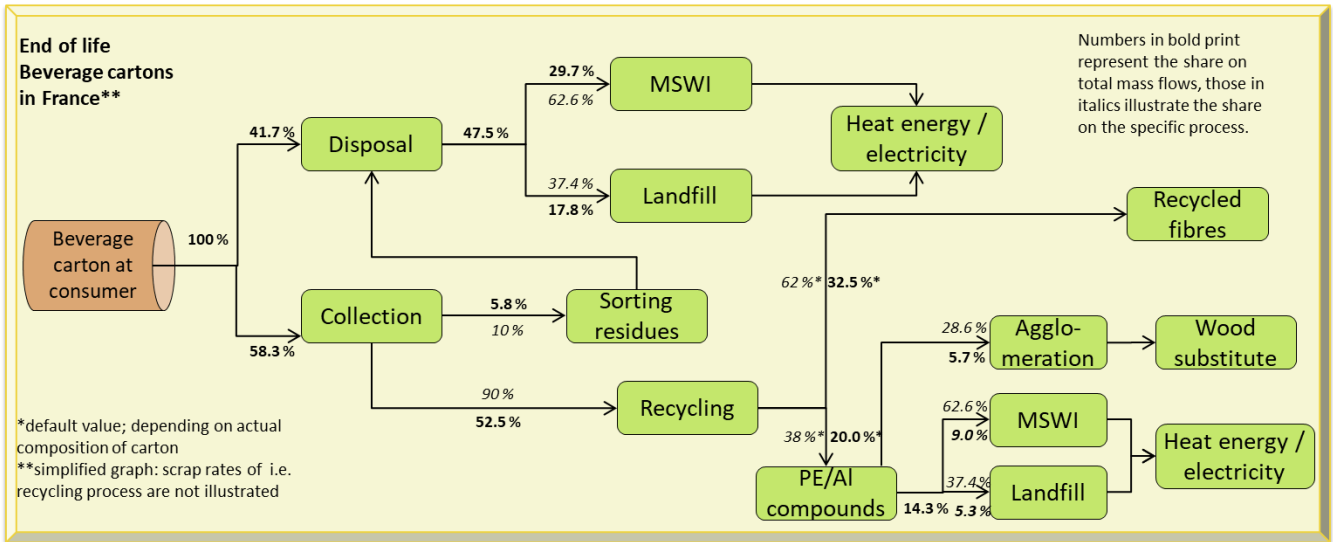 End of life
Beverage cartons
in France**
Numbers in bold print
represent the share on
total mass flows, those in
italics illustrate the share
on the specific process.
41.7 %
Disposal
47.5 %
29.7 %
62.6 %
MSWI
Heat energy /
electricity
37.4 %
17.8 %
Landfill
Recycled
fibres
Beverage
carton at
consumer
100 %
62 %* 32.5 %*
58.3 %
Collection
5.8 %
10 %
Sorting
residues
28.6 %
5.7 %
Agglo-
meration
Wood
substitute
90 %
52.5 %
Recycling
38 %* 20.0 %*
PE/Al
compounds
14.3 %
62.6 %
9.0 %
MSWI
37.4 %
5.3 %
Landfill
Heat energy /
electricity
*default value; depending on actual
composition of carton
**simplified graph: scrap rates of i.e.
recycling process are not illustrated